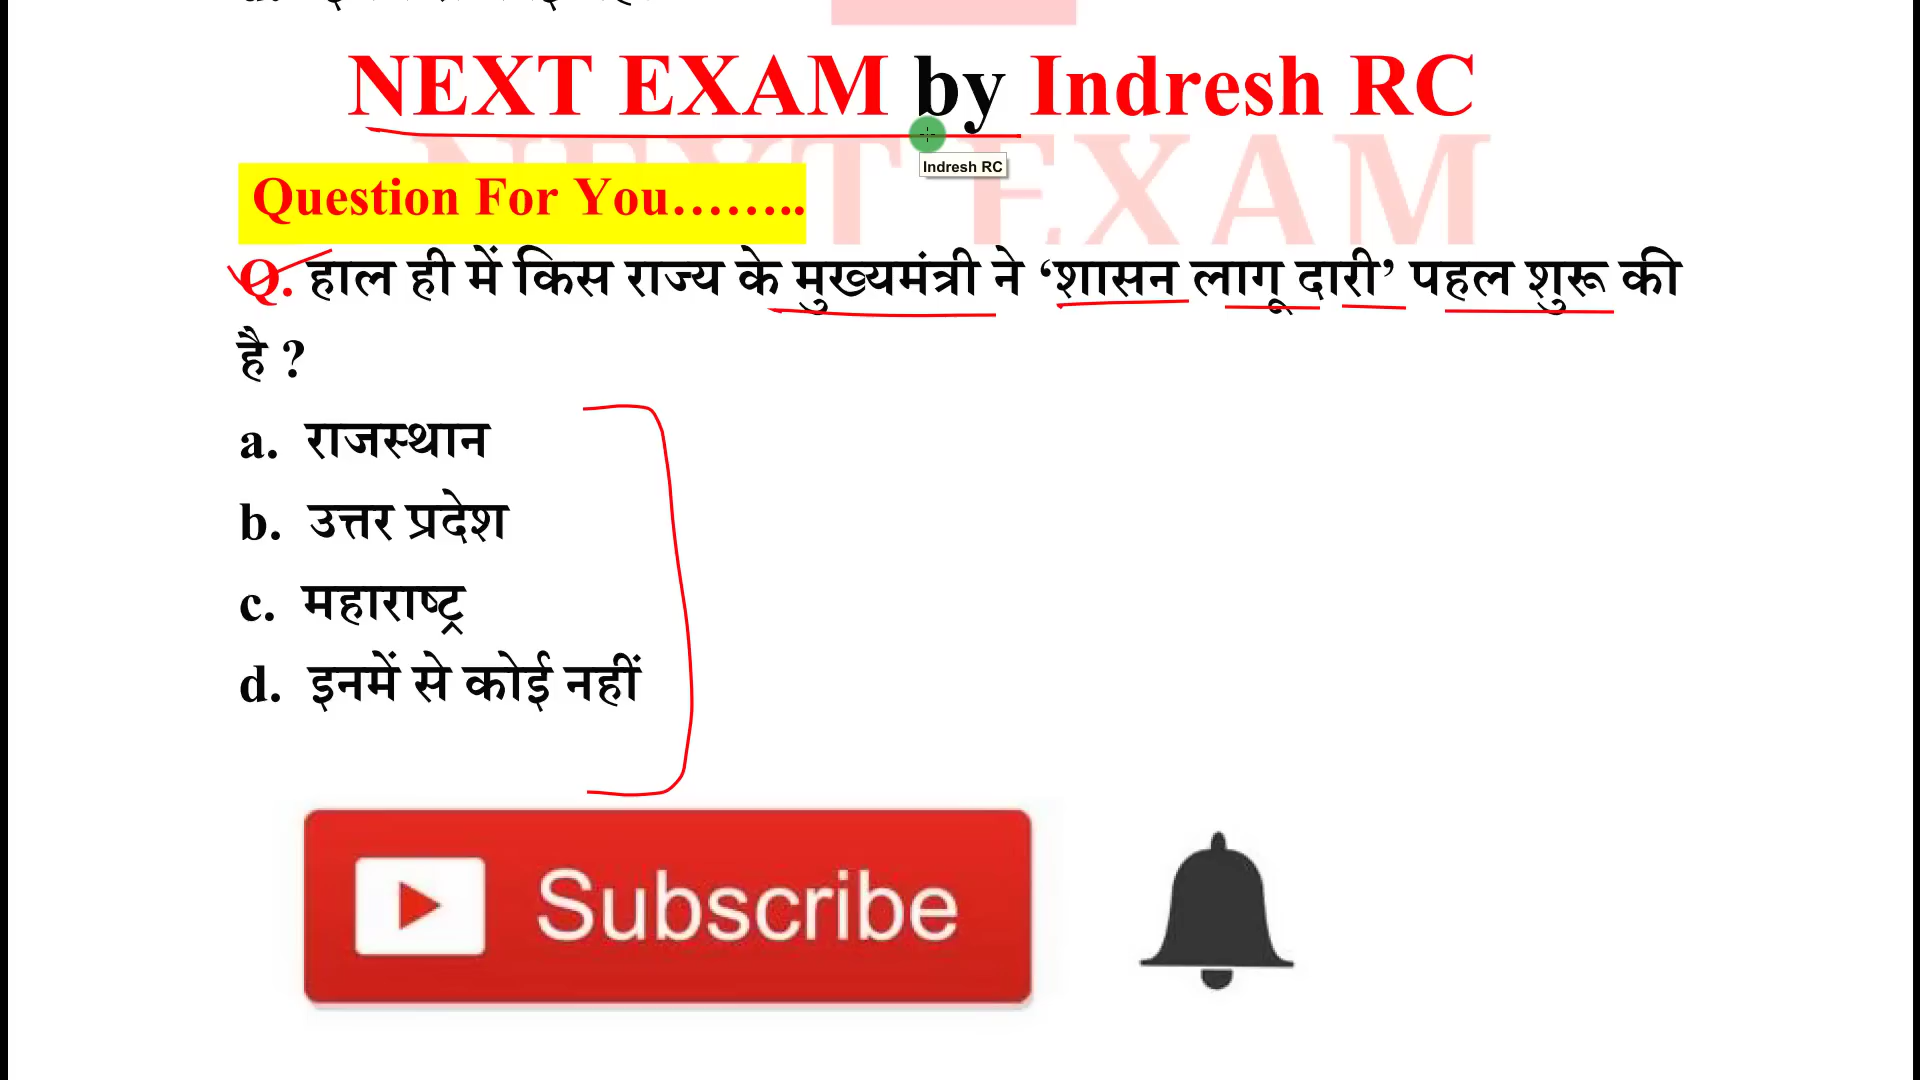 NEXT EXAM by Indresh RC
NEXT EXAM
Indresh RC
Question For You……..
Q. हाल ही में किस राज्य के मुख्यमंत्री ने ‘शासन लागू दारी’ पहल शुरू की
है ?
a. राजस्थान
b. उत्तर प्रदेश
c. महाराष्ट्र
d. इनमें से कोई नहीं
Subscribe